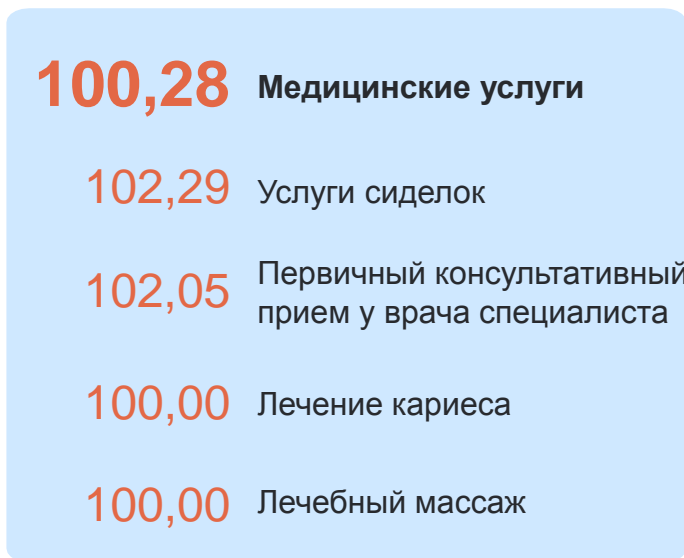 100,28 Медицинские услуги
102,29 Услуги сиделок
102,05 Первичный консультативный
прием у врача специалиста
100,00 Лечение кариеса
100,00 Лечебный массаж